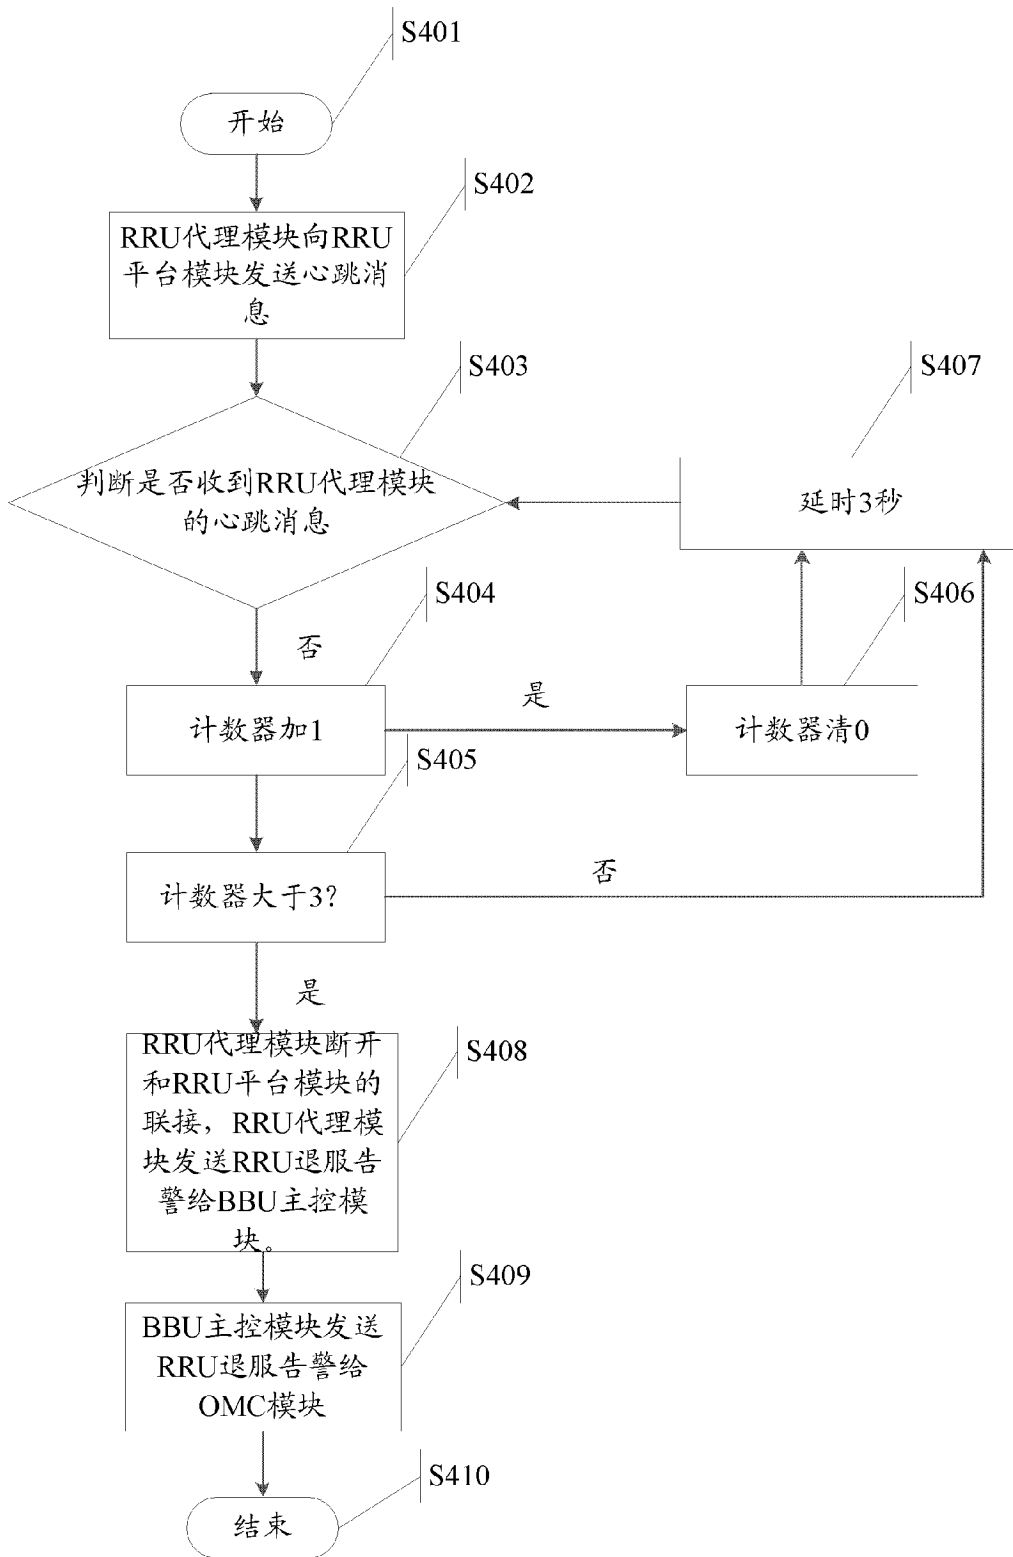 S401
开始
S402
RRU代理模块向RRU
平台模块发送心跳消
息
S403
判断是否收到RRU代理模块
的心跳消息
S407
延时3秒
S404
否
计数器加1
是
S406
计数器清0
S405
计数器大于3?
否
是
RRU代理模块断开
和RRU平台模块的
联接，RRU代理模
块发送RRU退服告
警给BBU主控模
块。
S408
S409
BBU主控模块发送
RRU退服告警给
OMC模块
S410
结束